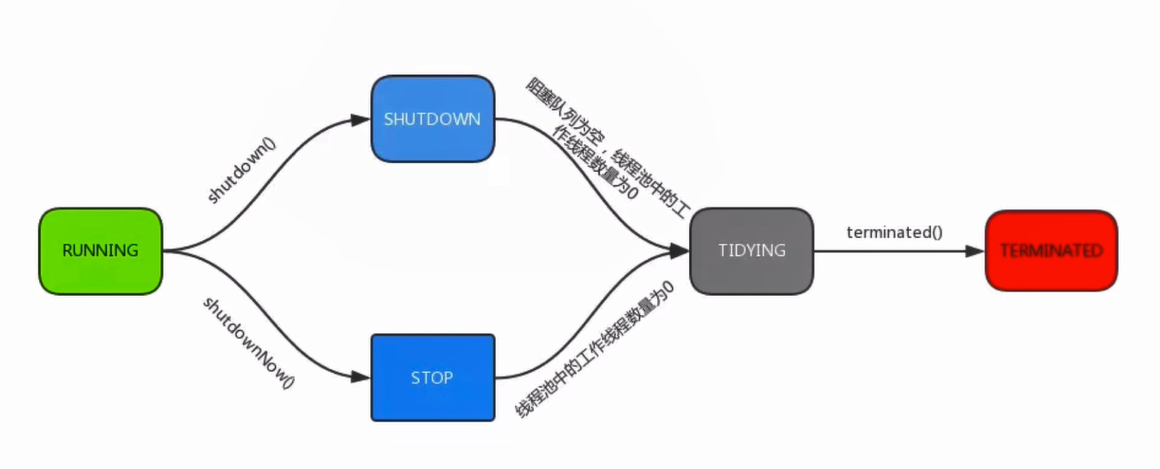 SHUTDOWN
阻塞队列为空，线程池中的工
作线程数量为0
shutdown()
RUNNING
TIDYING
terminated()
TERMINATED
shutdownNow()
STOP
线程池中的工作线程数量为0